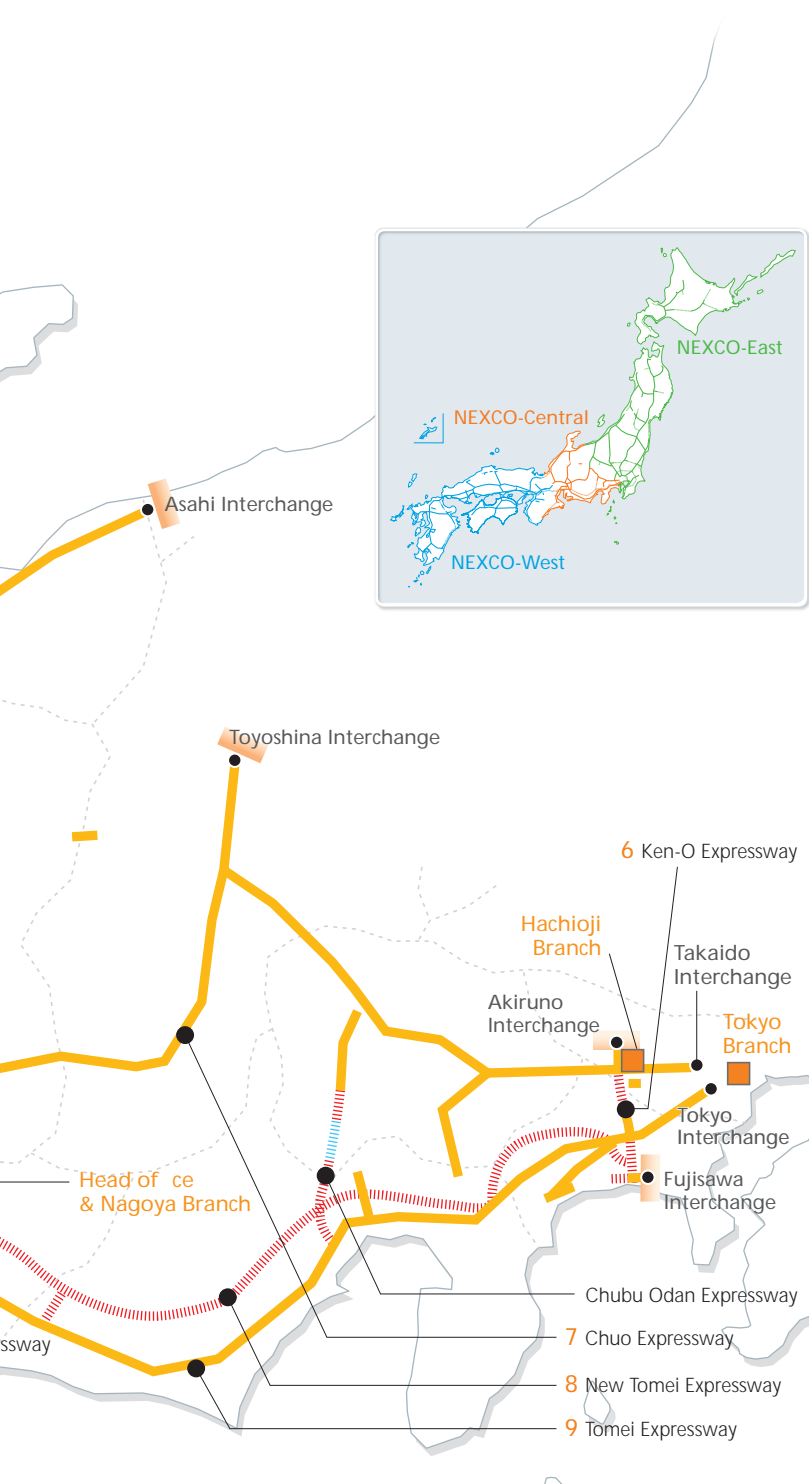 NEXCO-East
NEXCO-Central
NEXCO-West
Asahi Interchange
Toyoshina Interchange
6 Ken-O Expressway
Hachioji
Branch
Takaido
Interchange
Akiruno
Interchange
Tokyo
Branch
Tokyo
Interchange
Head of ce
& Nagoya Branch
Fujisawa
Interchange
Chubu Odan Expressway
ssway
7 Chuo Expressway
8 New Tomei Expressway
9 Tomei Expressway